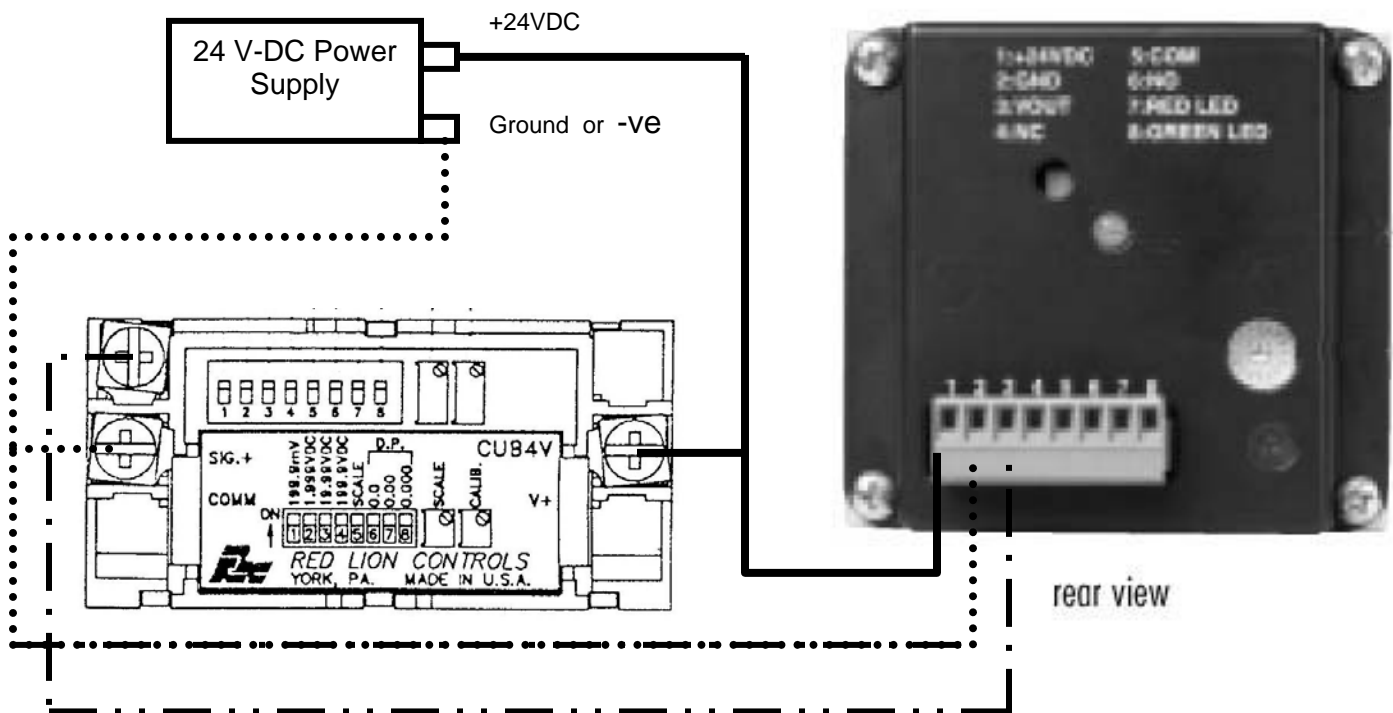 +24VDC
24 V-DC Power
Supply
Ground or -ve
1:+24VDC 5:COM
2:GND 6:NO
3:VOUT 7:RED LED
4:NC 8:GREEN LED
1 2 3 4 5 6 7 8
1 2 3 4 5 6 7 8
SIG.+
COMM
199.9mV
1.999VDC
19.99VDC
199.9VDC
SCALE
D.P.
0.0
0.00
0.000
CUB4V
SCALE
CALIB.
V+
ON
1 2 3 4 5 6 7 8
RED LION CONTROLS
YORK, PA. MADE IN U.S.A.
rear view